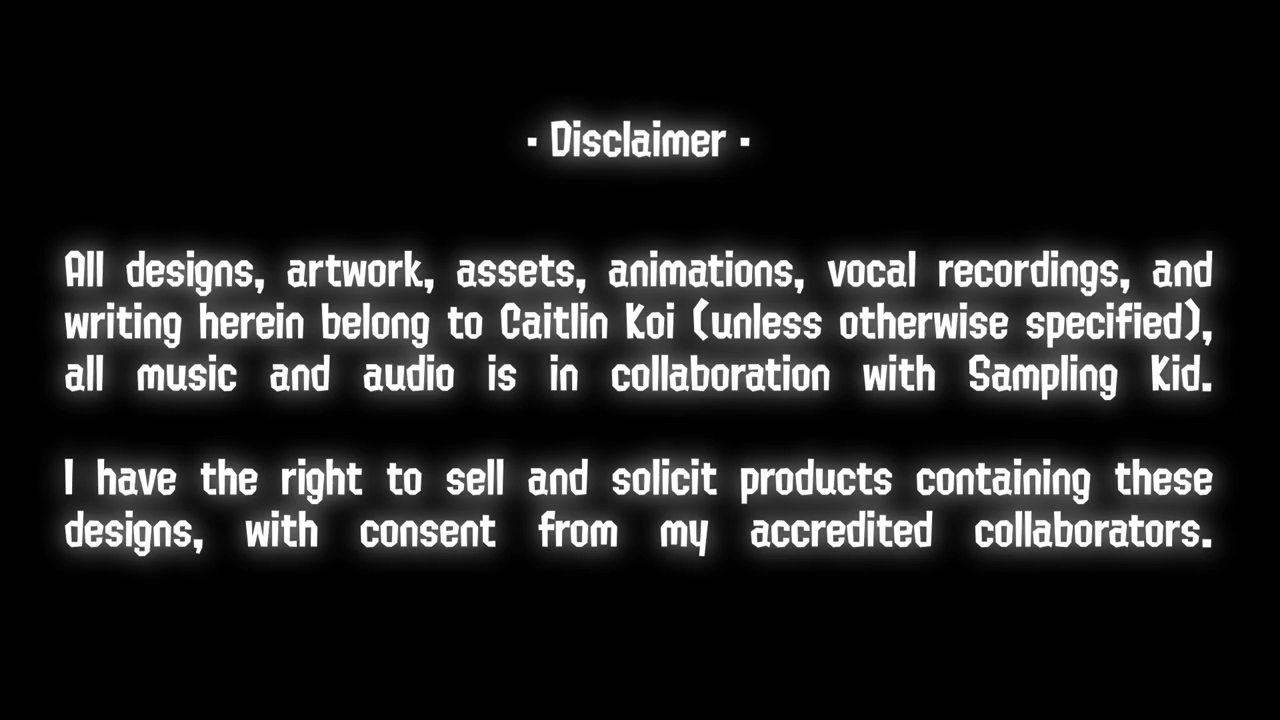 · Disclaimer ·
All designs, artwork, assets, animations, vocal recordings, and
writing herein belong to Caitlin Koi (unless otherwise specified),
all music and audio is in collaboration with Sampling Kid.
I have the right to sell and solicit products containing these
designs, with consent from my accredited collaborators.